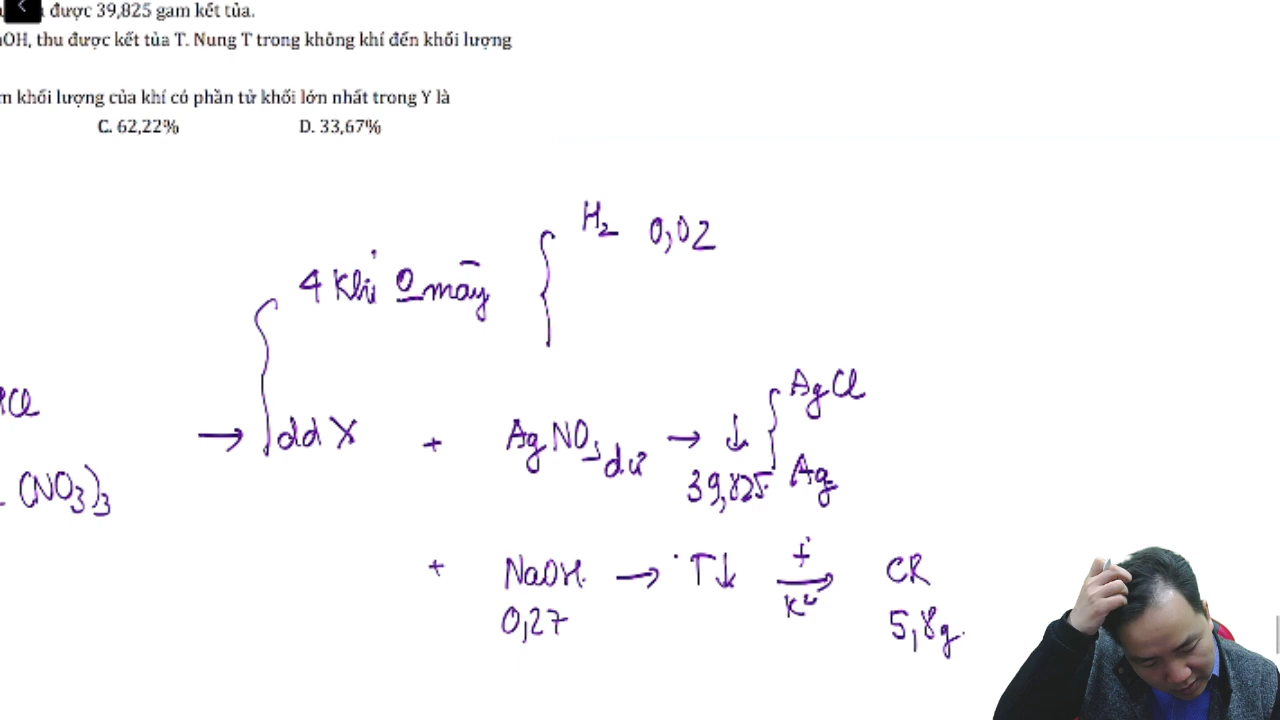 được 39,825 gam kết tủa.
OH, thu được kết tủa T. Nung T trong không khí đến khối lượng
khối lượng của khí có phần tử khối lớn nhất trong Y là
C. 62,22% D. 33,67%
H₂ 0,02
4 khí 0 màu
Cl
→ dd X + AgNO₃ dư → ↓ AgCl
(NO₃)₃
39,825 Ag
+ NaOH → T↓ CR
0,27 5,8g